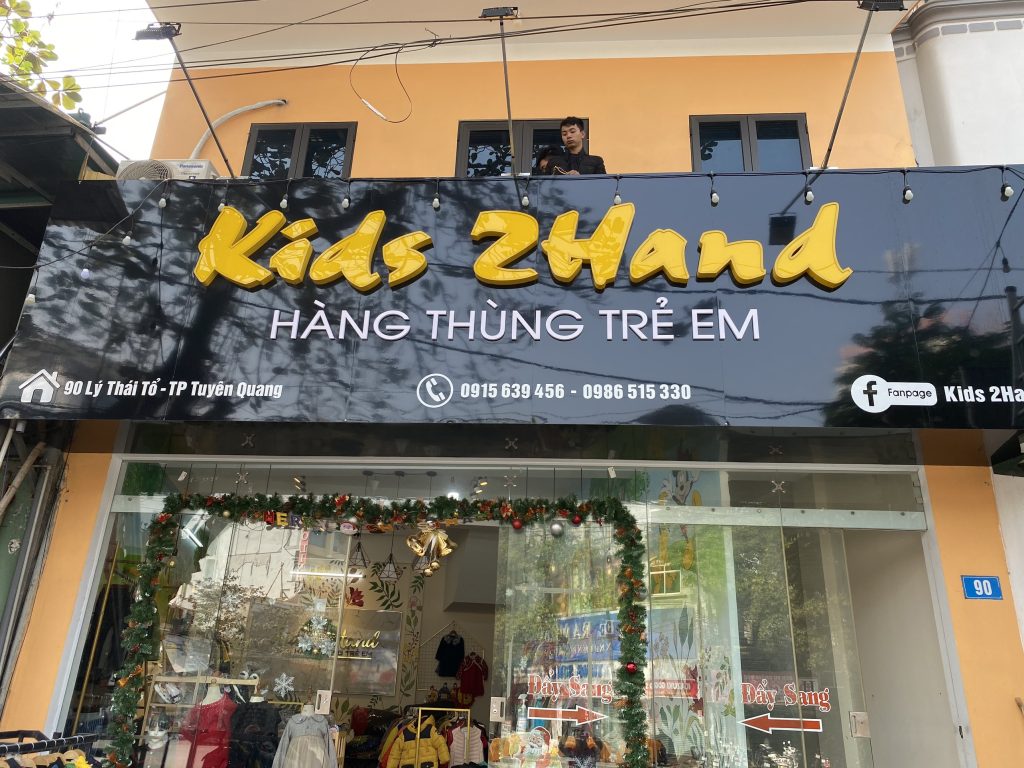 Panasonic
Kids 2Hand
HÀNG THÙNG TRẺ EM
90 Lý Thái Tổ - TP Tuyên Quang
0915 639 456 - 0986 515 330
f Fanpage Kids 2Ha
90
Đẩy Sang
Đẩy Sang